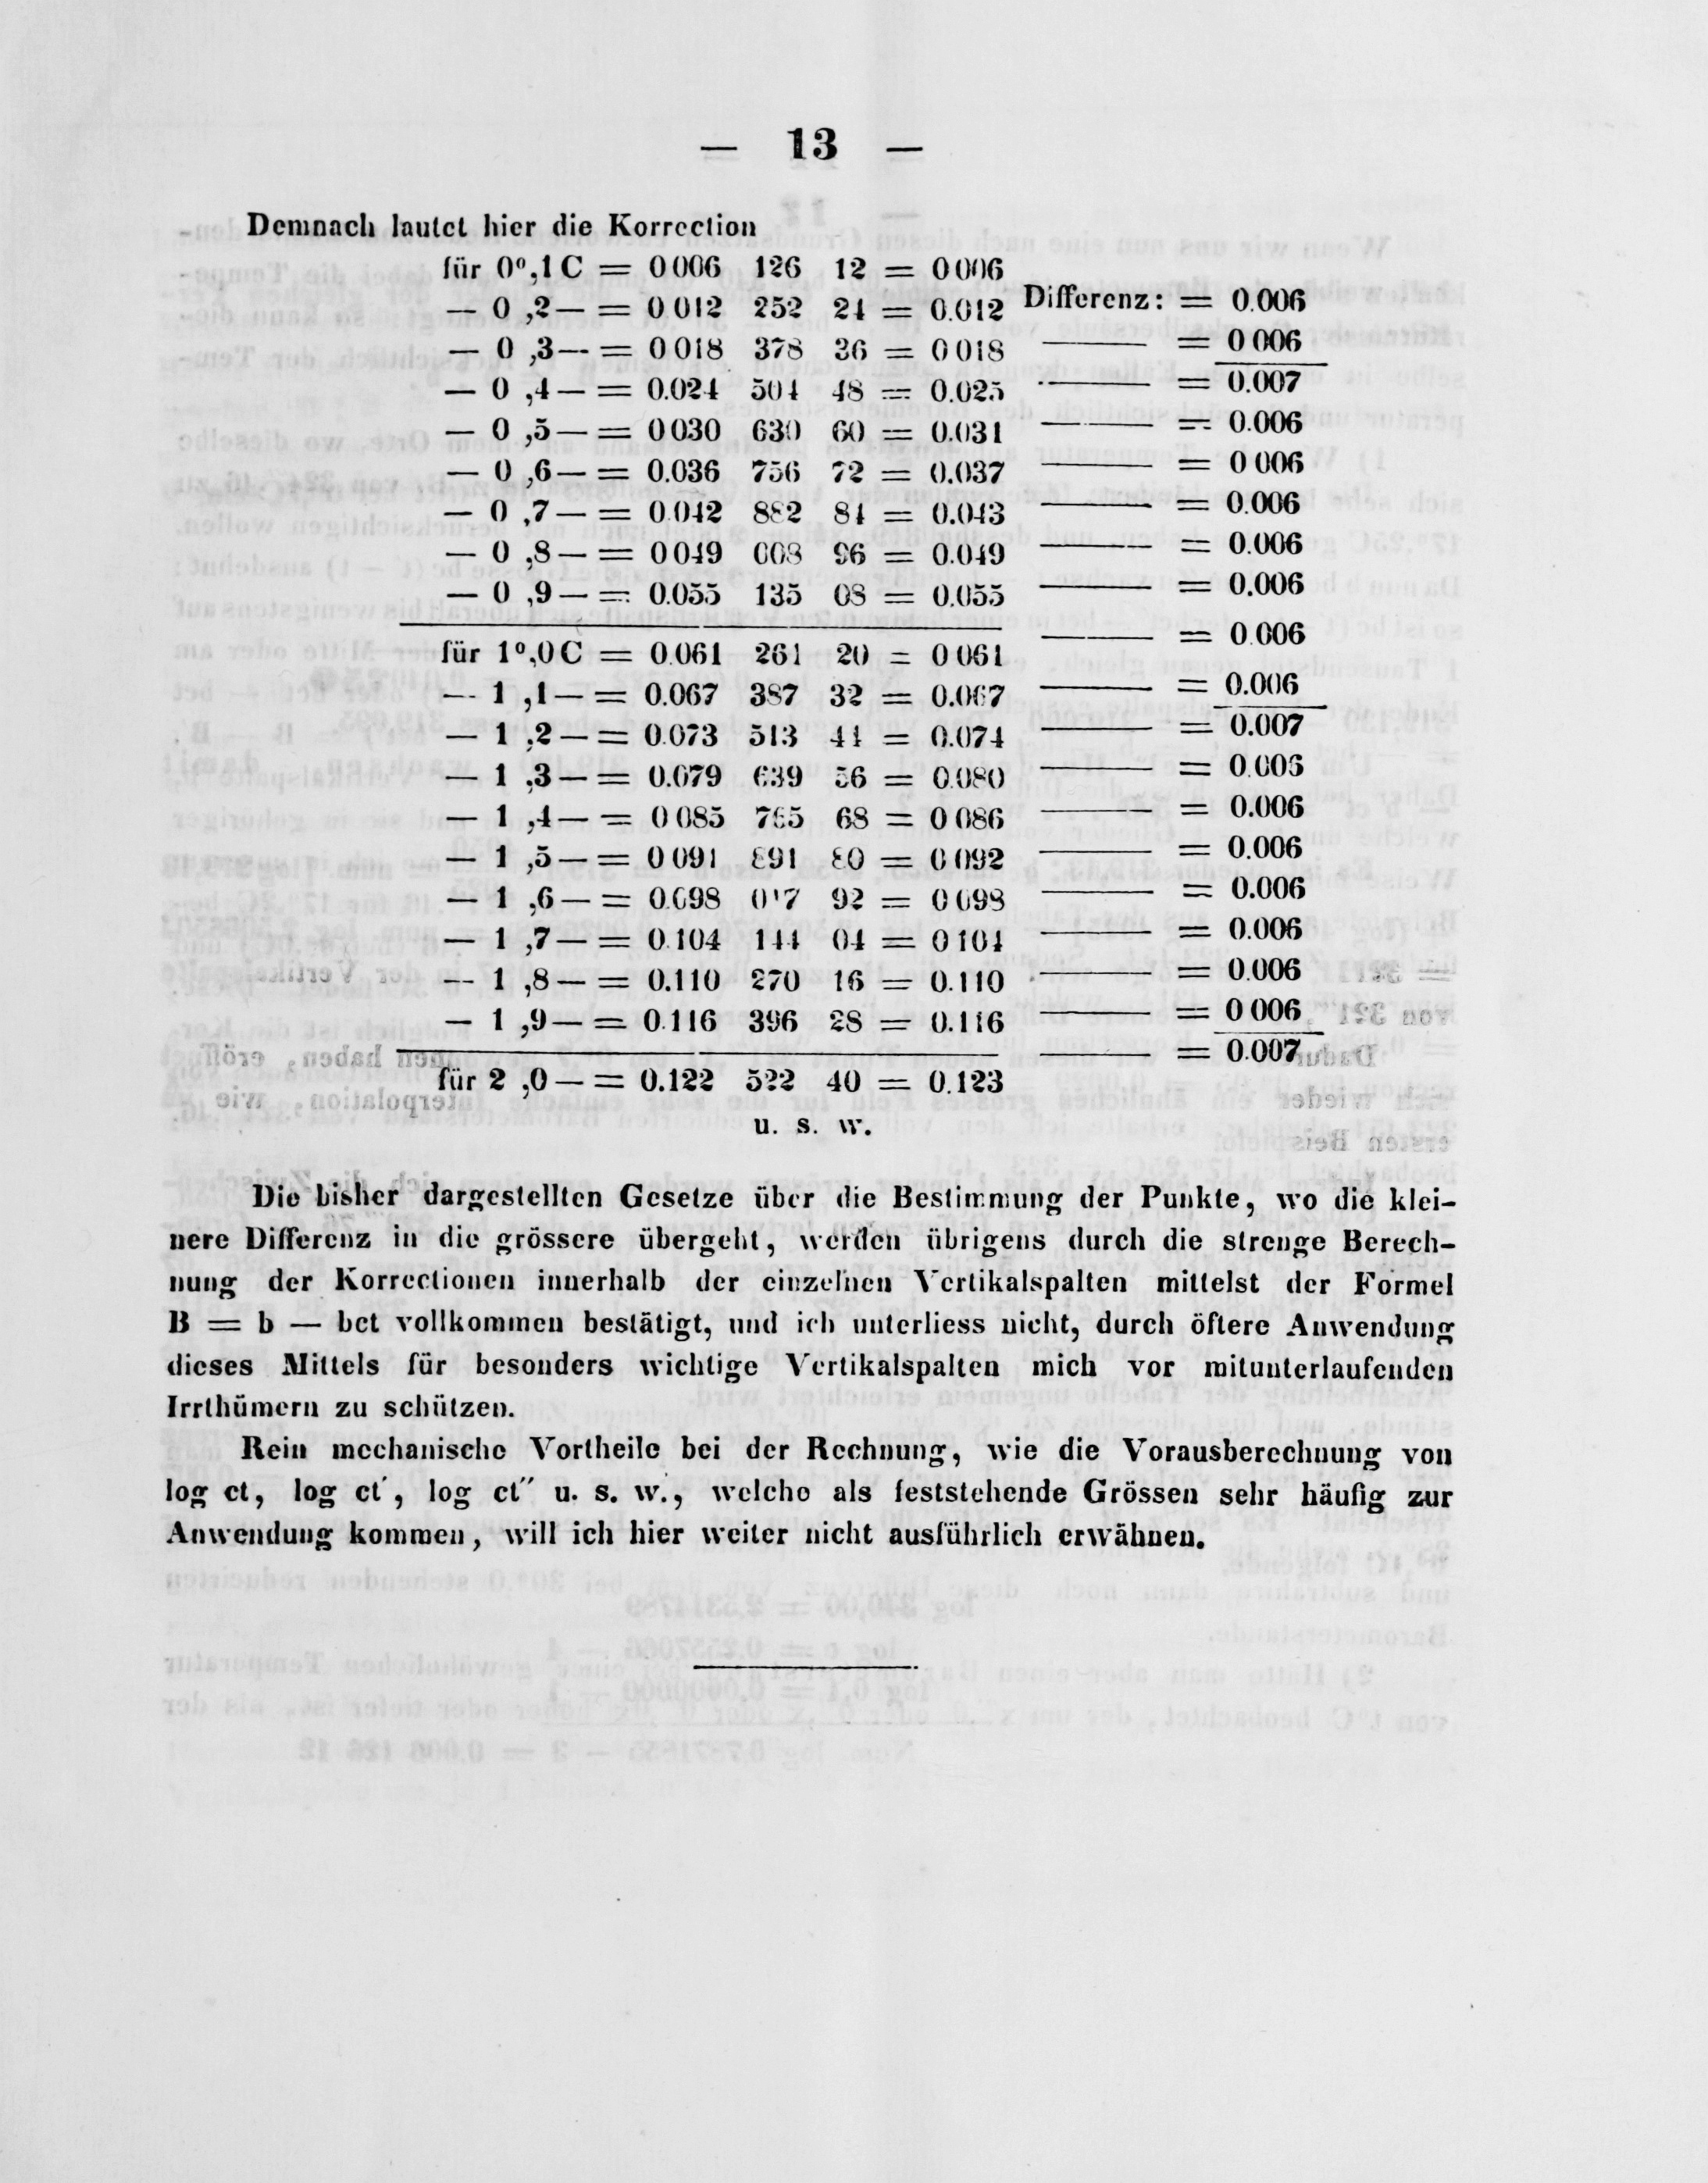 — 13 —
Demnach lautet hier die Korrection
für 0°,1 C = 0 006 126 12 = 0 006
— 0 ,2 — = 0 012 252 24 = 0.012 Differenz: = 0.006
— 0 ,3 — = 0 018 378 36 = 0 018 —— = 0 006
— 0 ,4 — = 0.024 504 48 = 0.025 —— = 0.007
— 0 ,5 — = 0 030 630 60 = 0.031 —— = 0.006
— 0 ,6 — = 0.036 756 72 = 0.037 —— = 0 006
— 0 ,7 — = 0.042 882 84 = 0.043 —— = 0.006
— 0 ,8 — = 0 049 008 96 = 0.049 —— = 0.006
— 0 ,9 — = 0.055 135 08 = 0.055 —— = 0.006
für 1°,0 C = 0.061 261 20 = 0 061 —— = 0 006
— 1 ,1 — = 0.067 387 32 = 0.067 —— = 0.006
— 1 ,2 — = 0.073 513 44 = 0.074 —— = 0.007
— 1 ,3 — = 0.079 639 56 = 0.080 —— = 0 006
— 1 ,4 — = 0 085 765 68 = 0 086 —— = 0.006
— 1 ,5 — = 0 091 891 80 = 0 092 —— = 0.006
— 1 ,6 — = 0.098 017 92 = 0 098 —— = 0.006
— 1 ,7 — = 0.104 144 04 = 0 104 —— = 0.006
— 1 ,8 — = 0.110 270 16 = 0.110 —— = 0.006
— 1 ,9 — = 0.116 396 28 = 0.116 —— = 0 006
für 2 ,0 — = 0.122 522 40 = 0.123 —— = 0.007
u. s. w.
Die bisher dargestellten Gesetze über die Bestimmung der Punkte, wo die klei-
nere Differenz in die grössere übergeht, werden übrigens durch die strenge Berech-
nung der Korrectionen innerhalb der einzelnen Vertikalspalten mittelst der Formel
B = b — bct vollkommen bestätigt, und ich unterliess nicht, durch öftere Anwendung
dieses Mittels für besonders wichtige Vertikalspalten mich vor mitunterlaufenden
Irrthümern zu schützen.
Rein mechanische Vortheile bei der Rechnung, wie die Vorausberechnung von
log ct, log ct′, log ct″ u. s. w., welche als feststehende Grössen sehr häufig zur
Anwendung kommen, will ich hier weiter nicht ausführlich erwähnen.